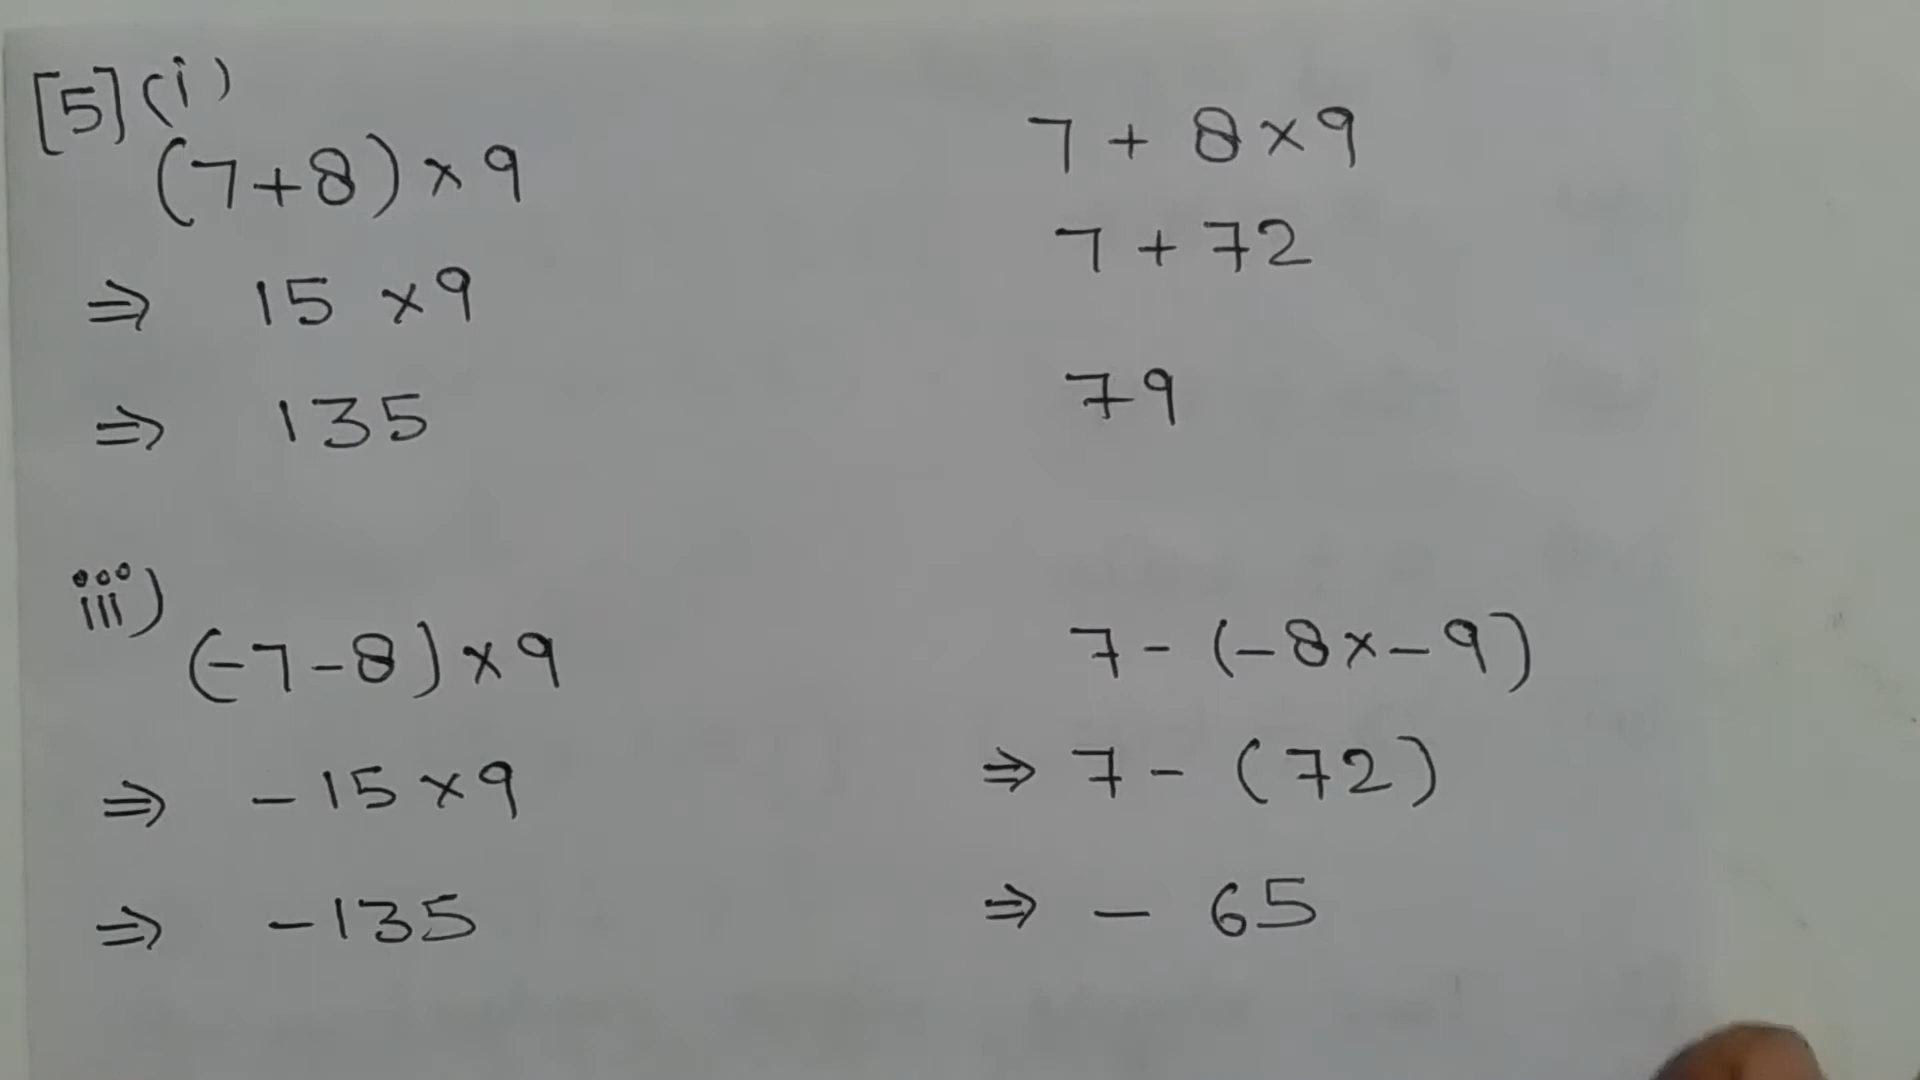 [5] (i)
(7+8) × 9
⇒ 15 × 9
⇒ 135
7 + 8 × 9
7 + 72
79
iii)
(-7-8) × 9
⇒ -15 × 9
⇒ -135
7 - (-8 × -9)
⇒ 7 - (72)
⇒ - 65